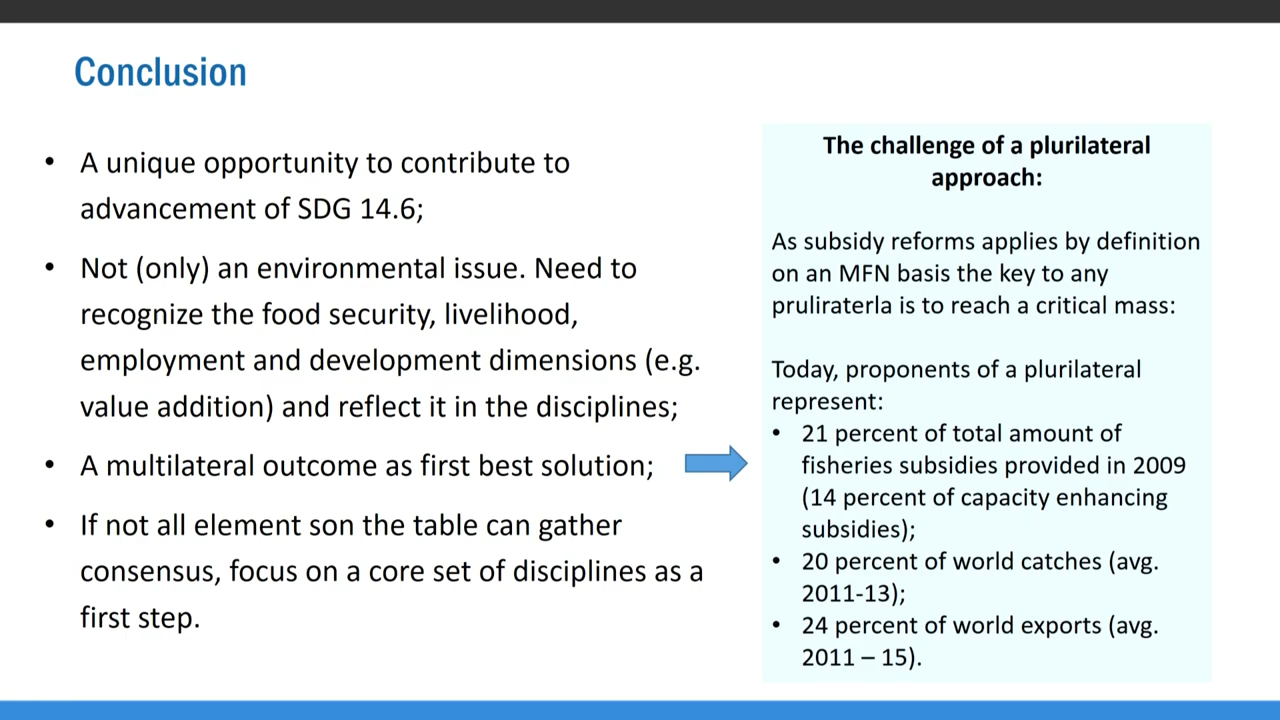 Conclusion
• A unique opportunity to contribute to
advancement of SDG 14.6;
• Not (only) an environmental issue. Need to
recognize the food security, livelihood,
employment and development dimensions (e.g.
value addition) and reflect it in the disciplines;
• A multilateral outcome as first best solution;
• If not all element son the table can gather
consensus, focus on a core set of disciplines as a
first step.
The challenge of a plurilateral
approach:
As subsidy reforms applies by definition
on an MFN basis the key to any
pruliraterla is to reach a critical mass:
Today, proponents of a plurilateral
represent:
• 21 percent of total amount of
fisheries subsidies provided in 2009
(14 percent of capacity enhancing
subsidies);
• 20 percent of world catches (avg.
2011-13);
• 24 percent of world exports (avg.
2011 – 15).